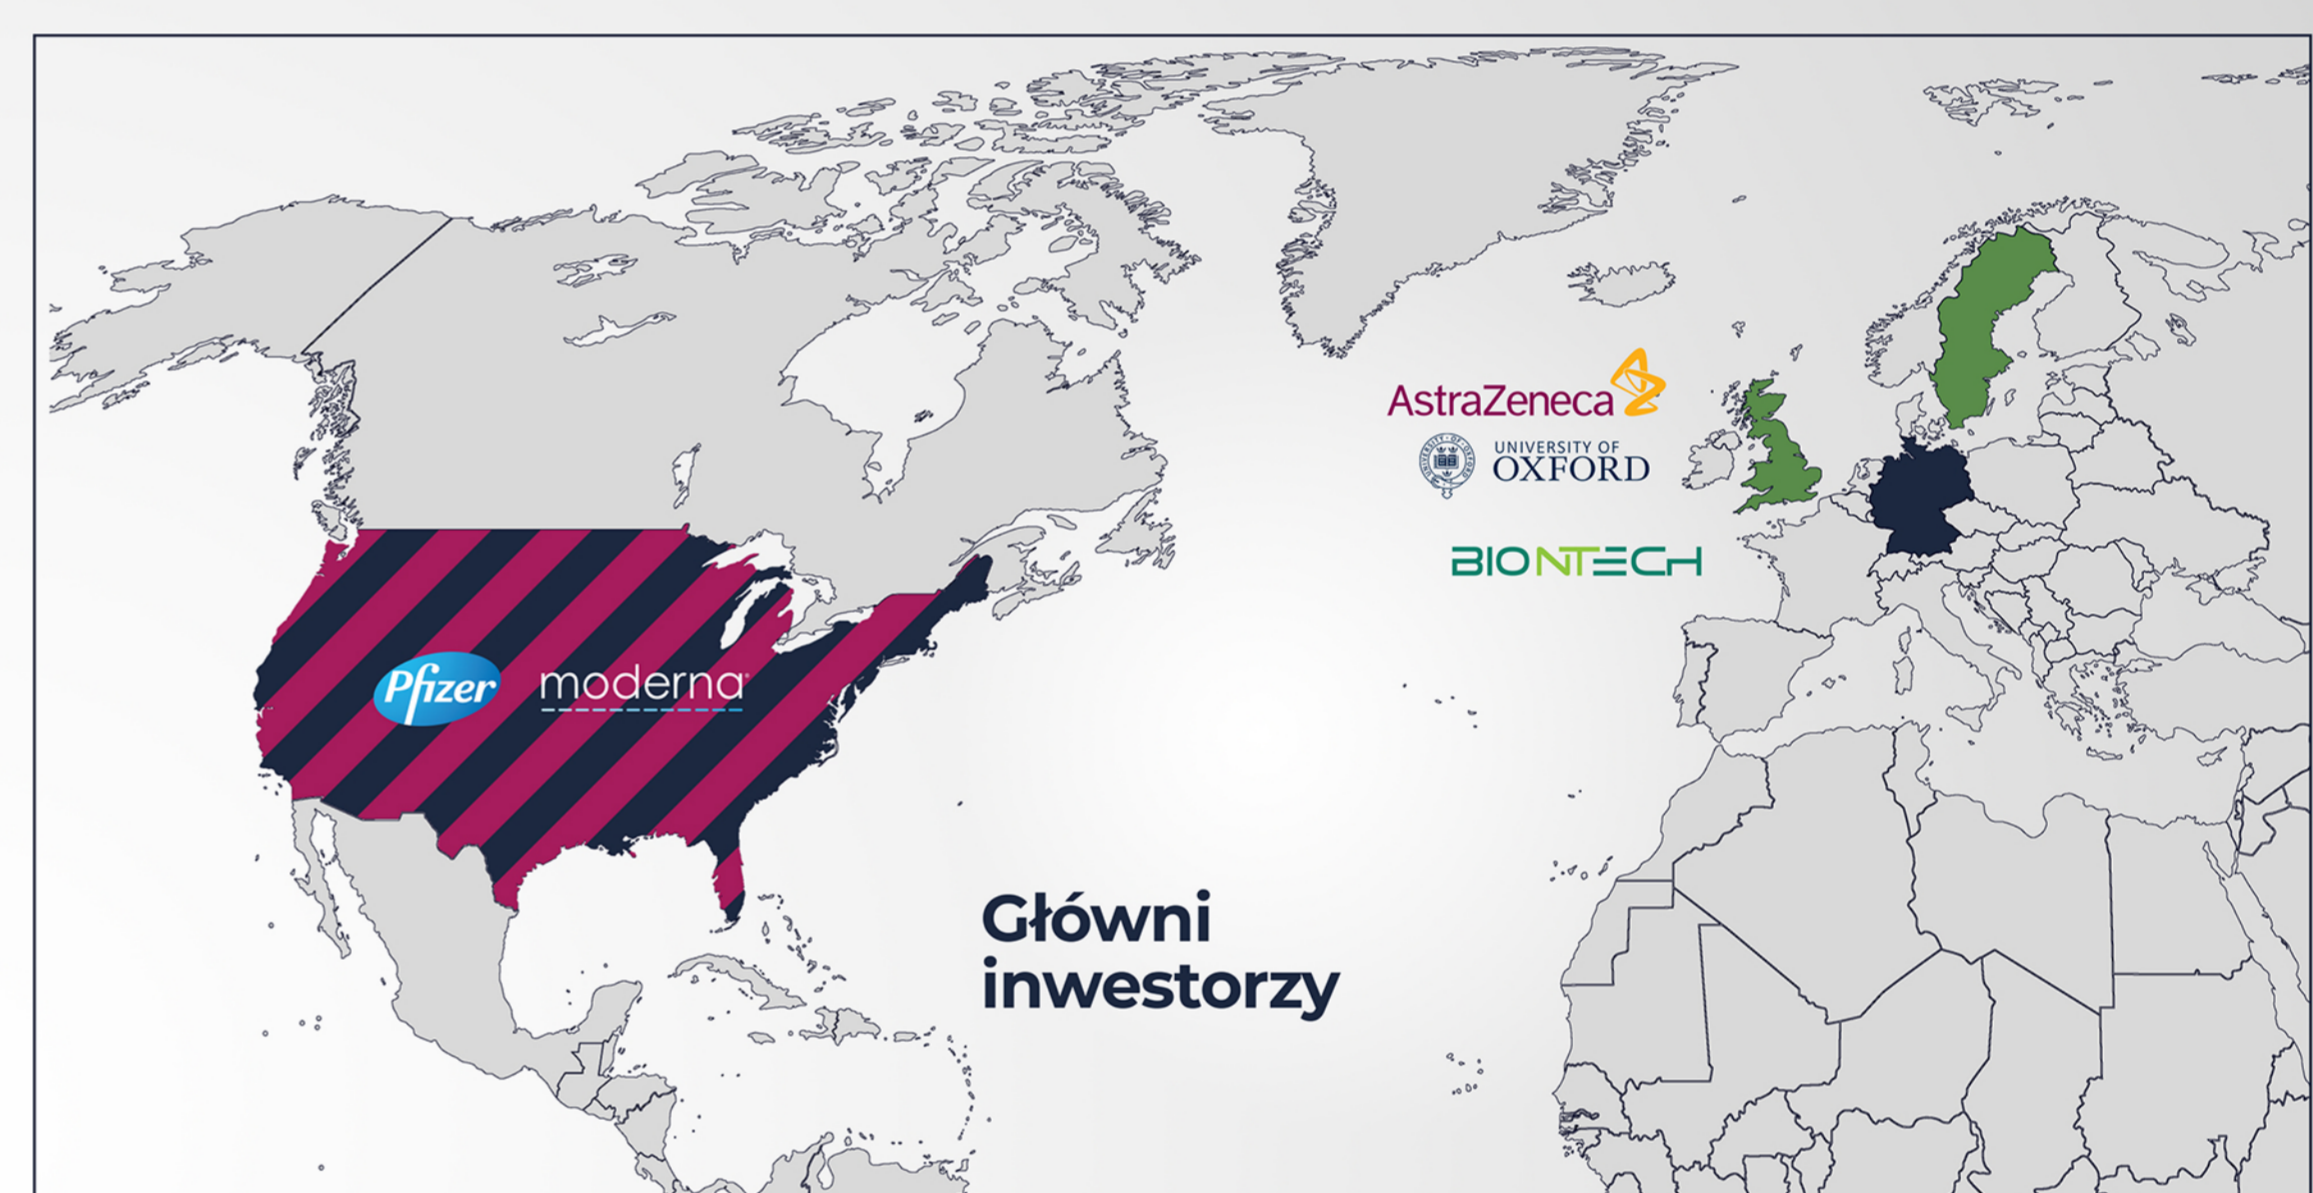 AstraZeneca
UNIVERSITY OF
OXFORD
BIONTECH
Pfizer
moderna
Główni
inwestorzy